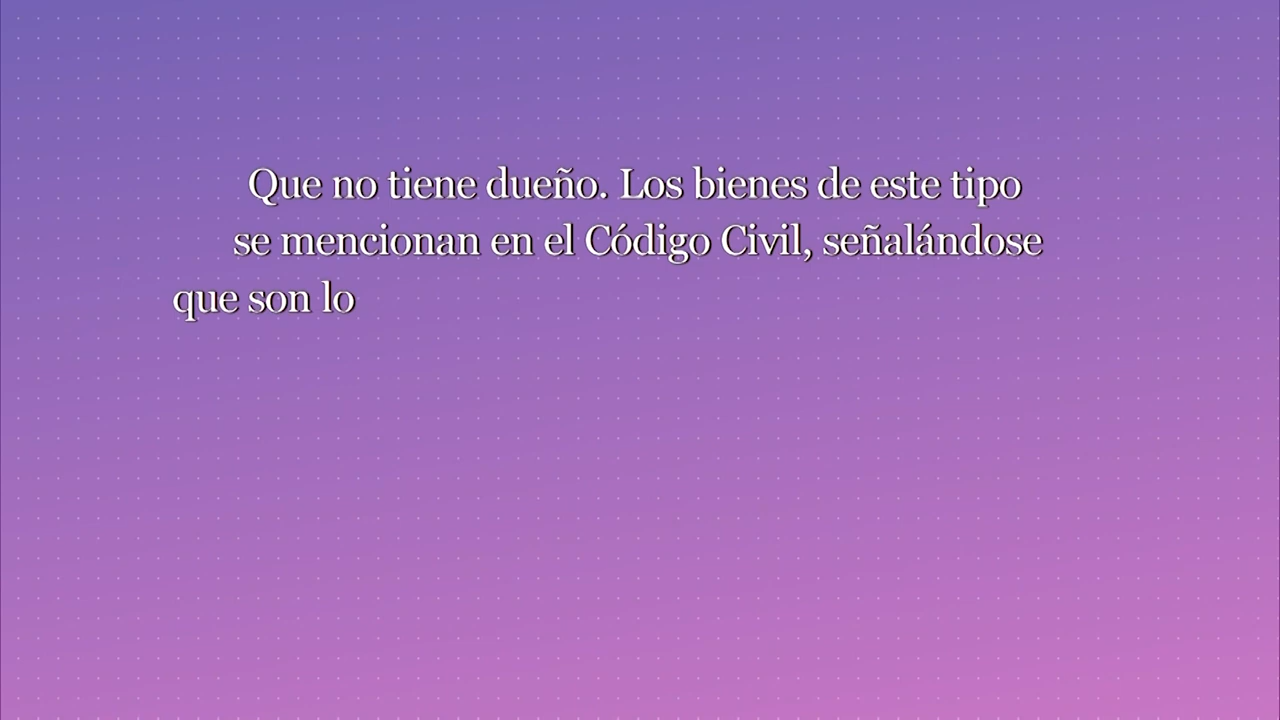 Que no tiene dueño. Los bienes de este tipo
se mencionan en el Código Civil, señalándose
que son lo